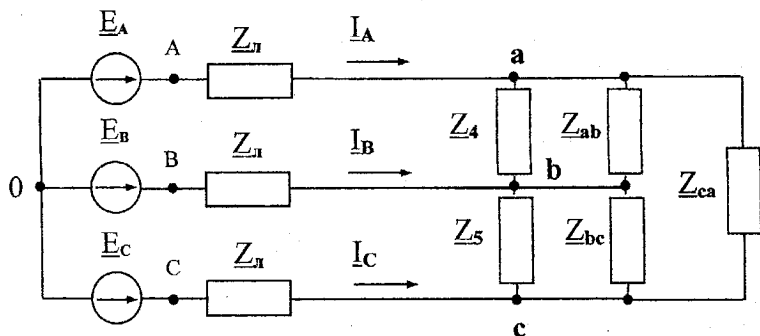 E_A
A
Z_л
I_A
a
Z_4
Z_ab
E_B
B
Z_л
I_B
b
0
Z_ca
E_C
C
Z_л
I_C
Z_5
Z_bc
c